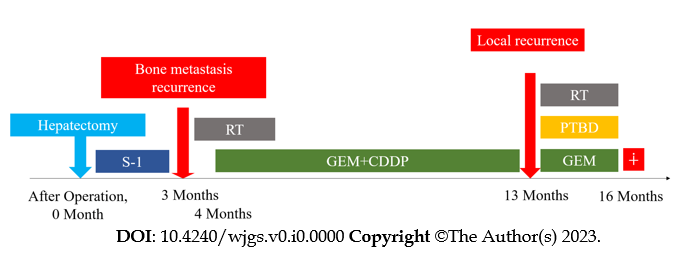 Local recurrence
Bone metastasis
recurrence
RT
Hepatectomy
RT
PTBD
S-1
GEM+CDDP
GEM
After Operation,
0 Month
3 Months
4 Months
13 Months
16 Months
DOI: 10.4240/wjgs.v0.i0.0000 Copyright ©The Author(s) 2023.